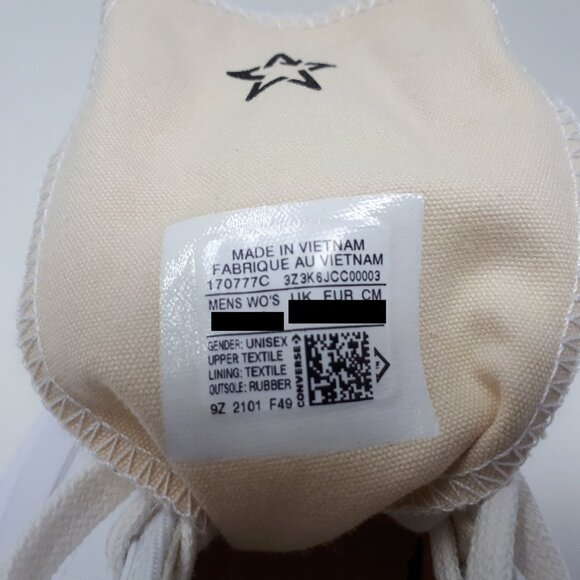 MADE IN VIETNAM
FABRIQUE AU VIETNAM
170777C 3Z3K6JCC00003
MENS WO'S UK EUR CM
GENDER: UNISEX
UPPER TEXTILE
LINING: TEXTILE
OUTSOLE: RUBBER
CONVERSE
9Z 2101 F49